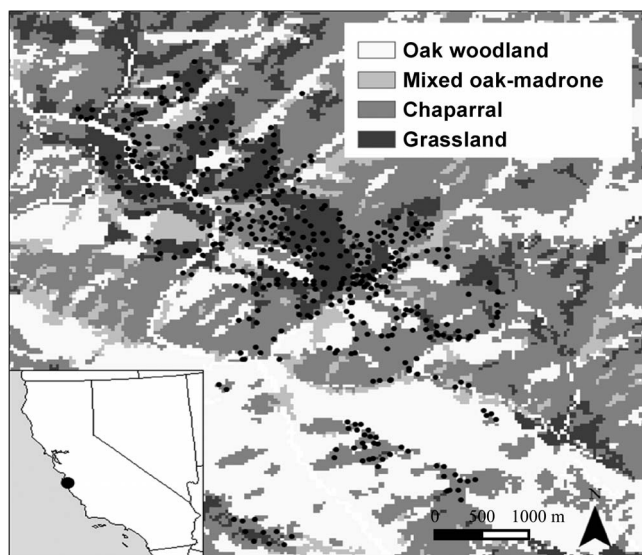 Oak woodland
Mixed oak-madrone
Chaparral
Grassland
N
0 500 1000 m